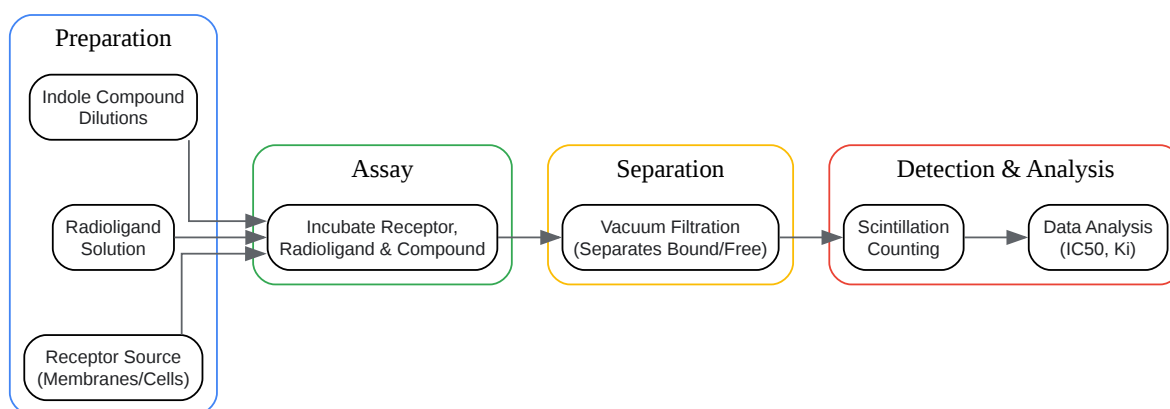 Preparation
Indole Compound
Dilutions
Radioligand
Solution
Receptor Source
(Membranes/Cells)
Assay
Incubate Receptor,
Radioligand & Compound
Separation
Vacuum Filtration
(Separates Bound/Free)
Detection & Analysis
Scintillation
Counting
Data Analysis
(IC50, Ki)